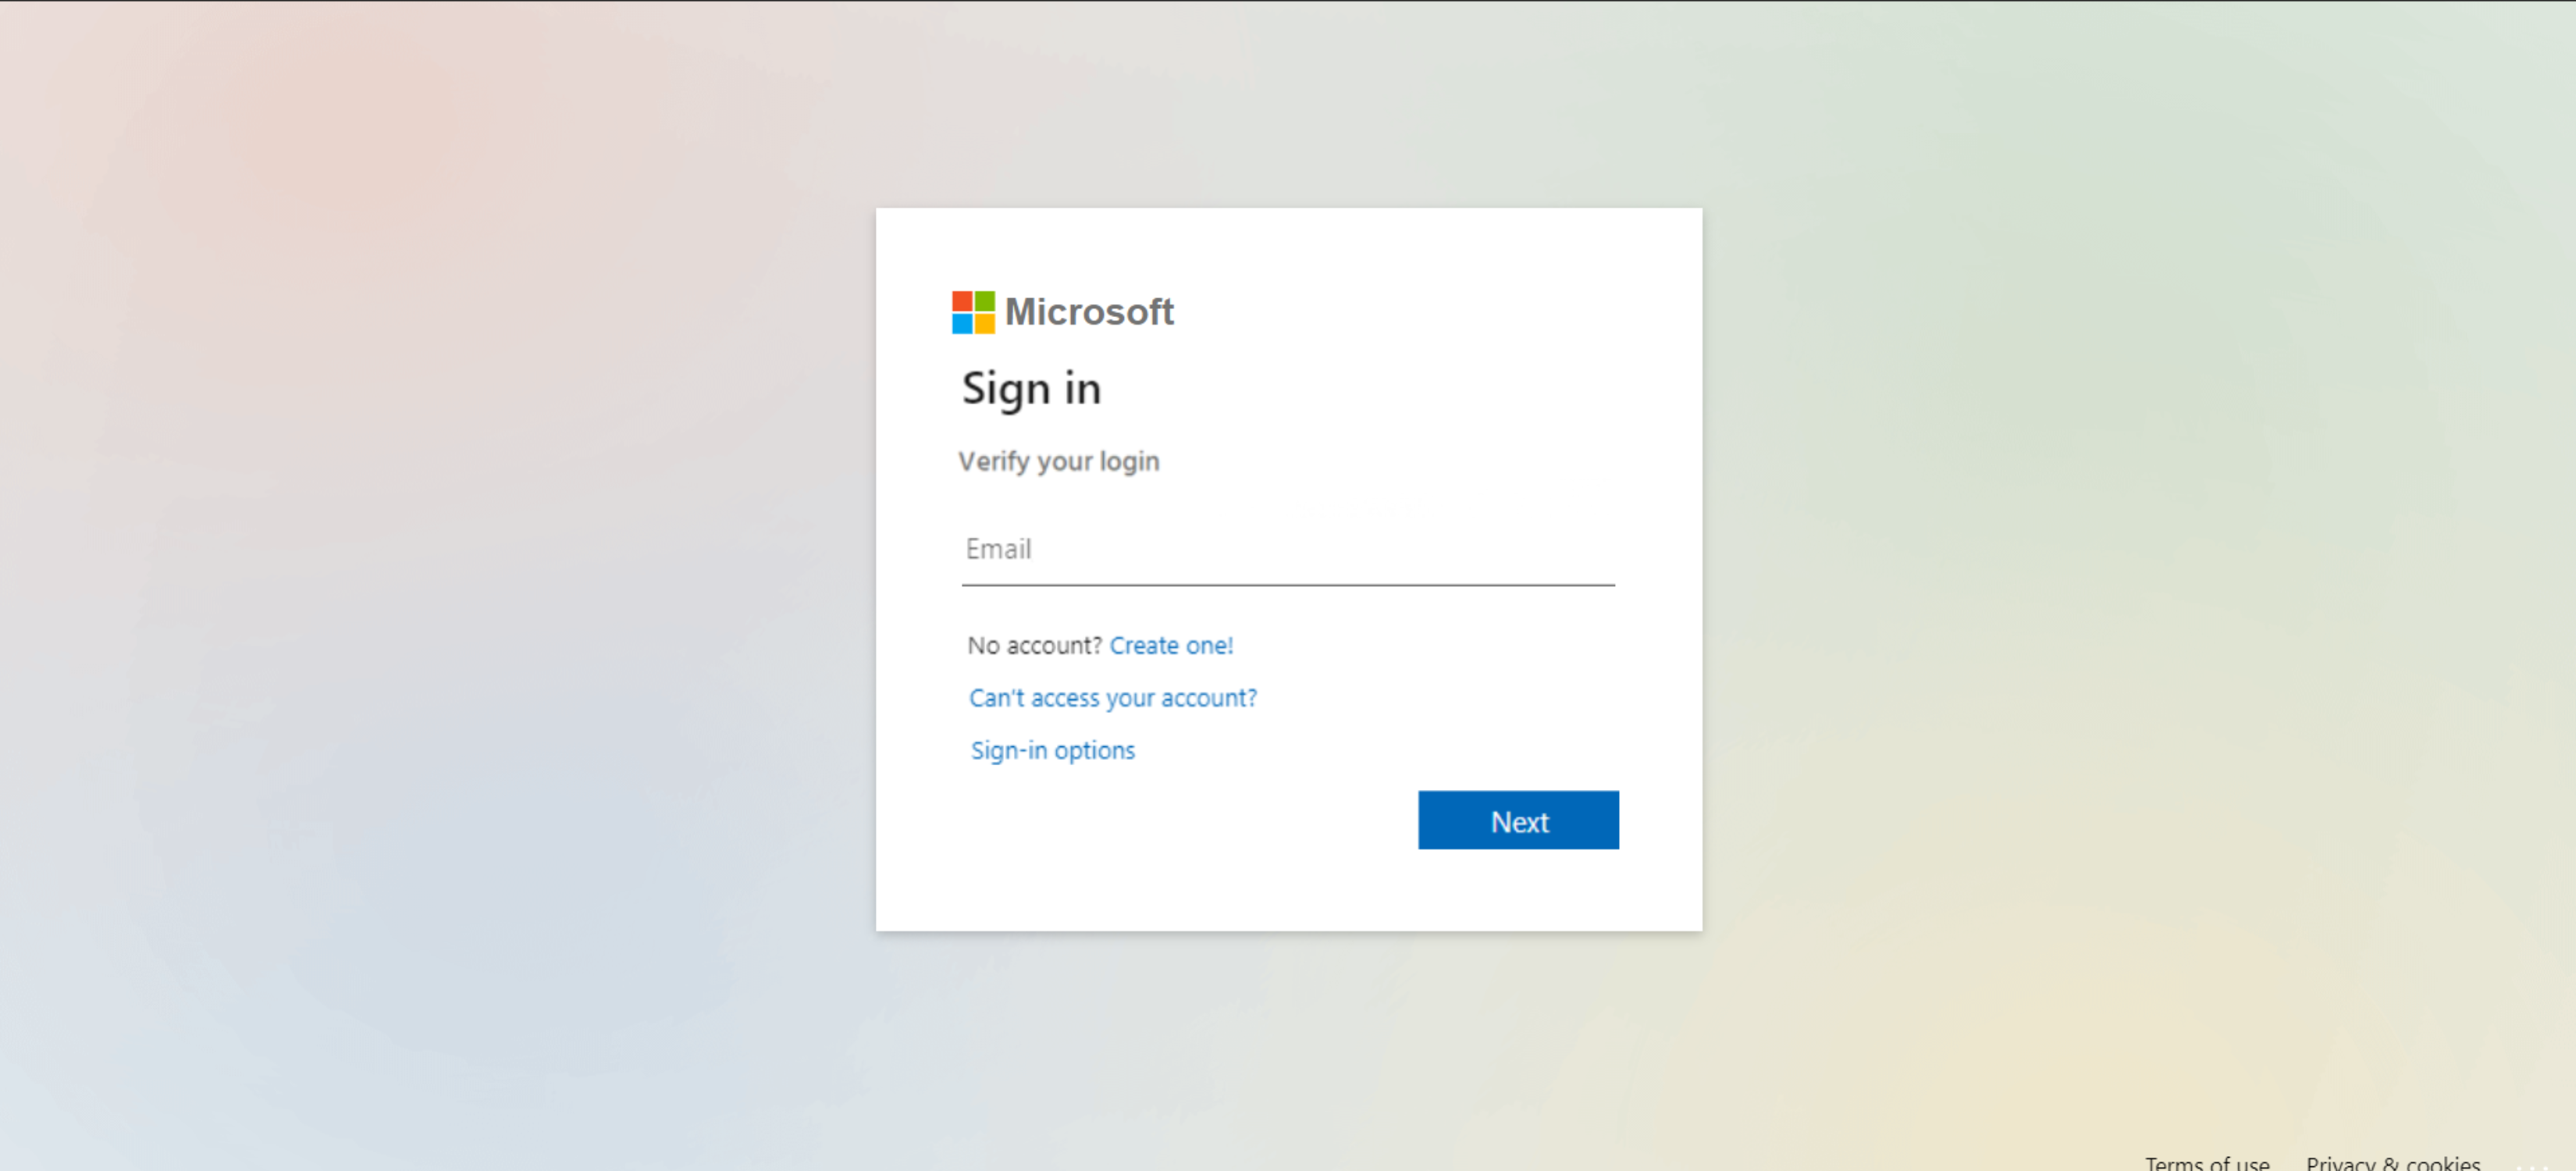 Microsoft
Sign in
Verify your login
Email
No account? Create one!
Can't access your account?
Sign-in options
Next
Terms of use Privacy & cookies